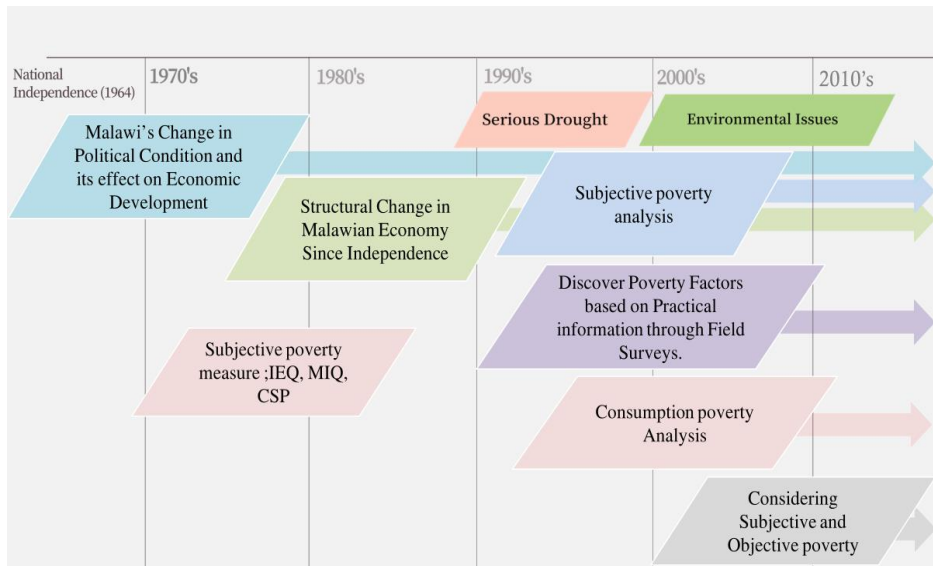 National
Independence (1964)
1970's
1980's
1990's
2000's
2010’s
Serious Drought
Environmental Issues
Malawi’s Change in
Political Condition and
its effect on Economic
Development
Structural Change in
Malawian Economy
Since Independence
Subjective poverty
analysis
Discover Poverty Factors
based on Practical
information through Field
Surveys.
Subjective poverty
measure ;IEQ, MIQ,
CSP
Consumption poverty
Analysis
Considering
Subjective and
Objective poverty